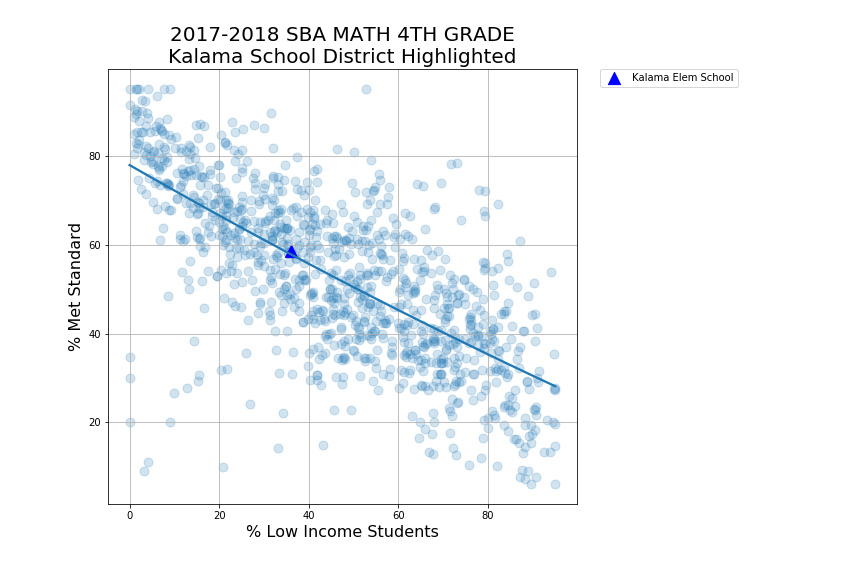 2017-2018 SBA MATH 4TH GRADE
Kalama School District Highlighted
Kalama Elem School
80
60
40
20
% Met Standard
0 20 40 60 80
% Low Income Students